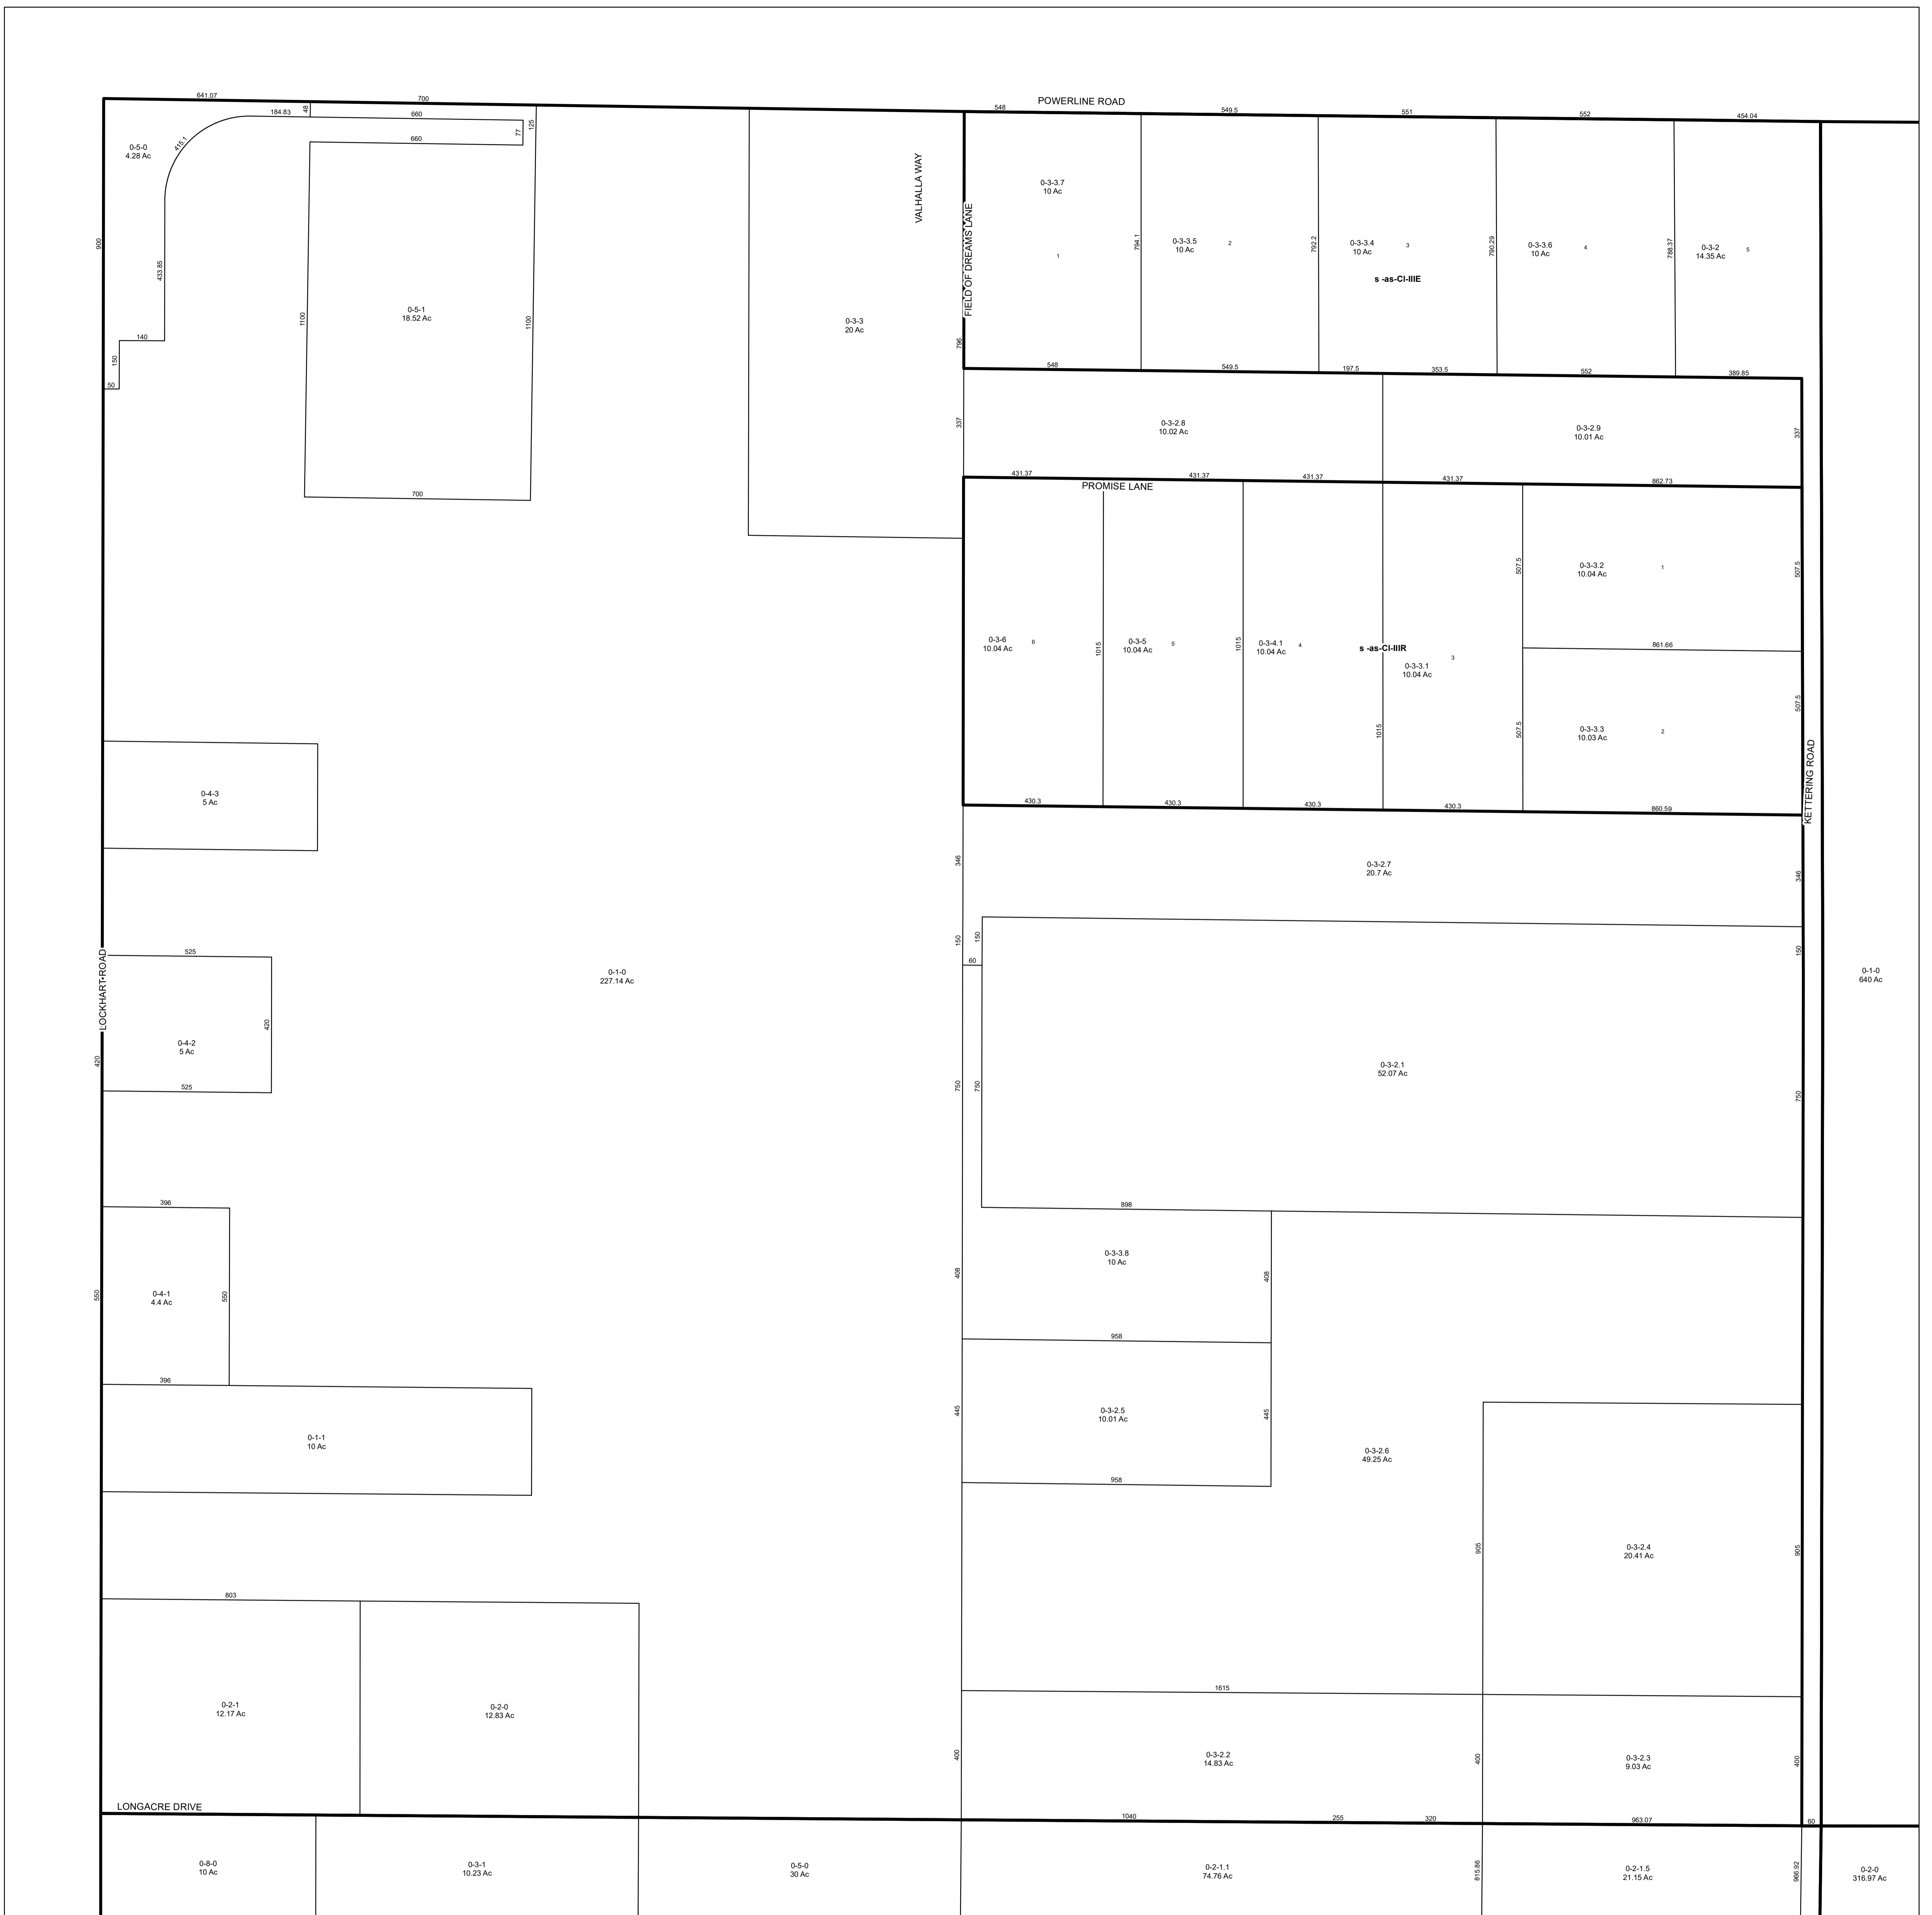 POWERLINE ROAD
641.07
700
548
549.5
551
552
454.04
184.83
48
660
125
77
660
415.1
0-5-0
4.28 Ac
900
433.85
140
150
50
1100
0-5-1
18.52 Ac
1100
700
0-3-3
20 Ac
VALHALLA WAY
FIELD OF DREAMS LANE
796
0-3-3.7
10 Ac
1
794.1
0-3-3.5
10 Ac
2
792.2
0-3-3.4
10 Ac
3
s -as-Cl-IIIE
790.29
0-3-3.6
10 Ac
4
788.37
0-3-2
14.35 Ac
5
548
549.5
197.5
353.5
552
389.85
337
0-3-2.8
10.02 Ac
0-3-2.9
10.01 Ac
337
431.37
431.37
431.37
431.37
862.73
PROMISE LANE
0-3-6
10.04 Ac
6
1015
0-3-5
10.04 Ac
5
1015
0-3-4.1
10.04 Ac
4
s -as-Cl-IIIR
1015
0-3-3.1
10.04 Ac
3
507.5
507.5
0-3-3.2
10.04 Ac
1
507.5
861.66
0-3-3.3
10.03 Ac
2
507.5
430.3
430.3
430.3
430.3
860.59
KETTERING ROAD
0-4-3
5 Ac
346
0-3-2.7
20.7 Ac
346
LOCKHART ROAD
525
420
0-4-2
5 Ac
420
525
0-1-0
227.14 Ac
150
150
60
150
0-1-0
640 Ac
750
750
0-3-2.1
52.07 Ac
750
396
550
0-4-1
4.4 Ac
550
396
898
408
0-3-3.8
10 Ac
408
958
445
0-3-2.5
10.01 Ac
445
958
0-1-1
10 Ac
0-3-2.6
49.25 Ac
905
0-3-2.4
20.41 Ac
905
803
0-2-1
12.17 Ac
0-2-0
12.83 Ac
1615
400
0-3-2.2
14.83 Ac
400
0-3-2.3
9.03 Ac
400
LONGACRE DRIVE
1040
255
320
963.07
60
0-8-0
10 Ac
0-3-1
10.23 Ac
0-5-0
30 Ac
0-2-1.1
74.76 Ac
815.86
0-2-1.5
21.15 Ac
966.92
0-2-0
316.97 Ac